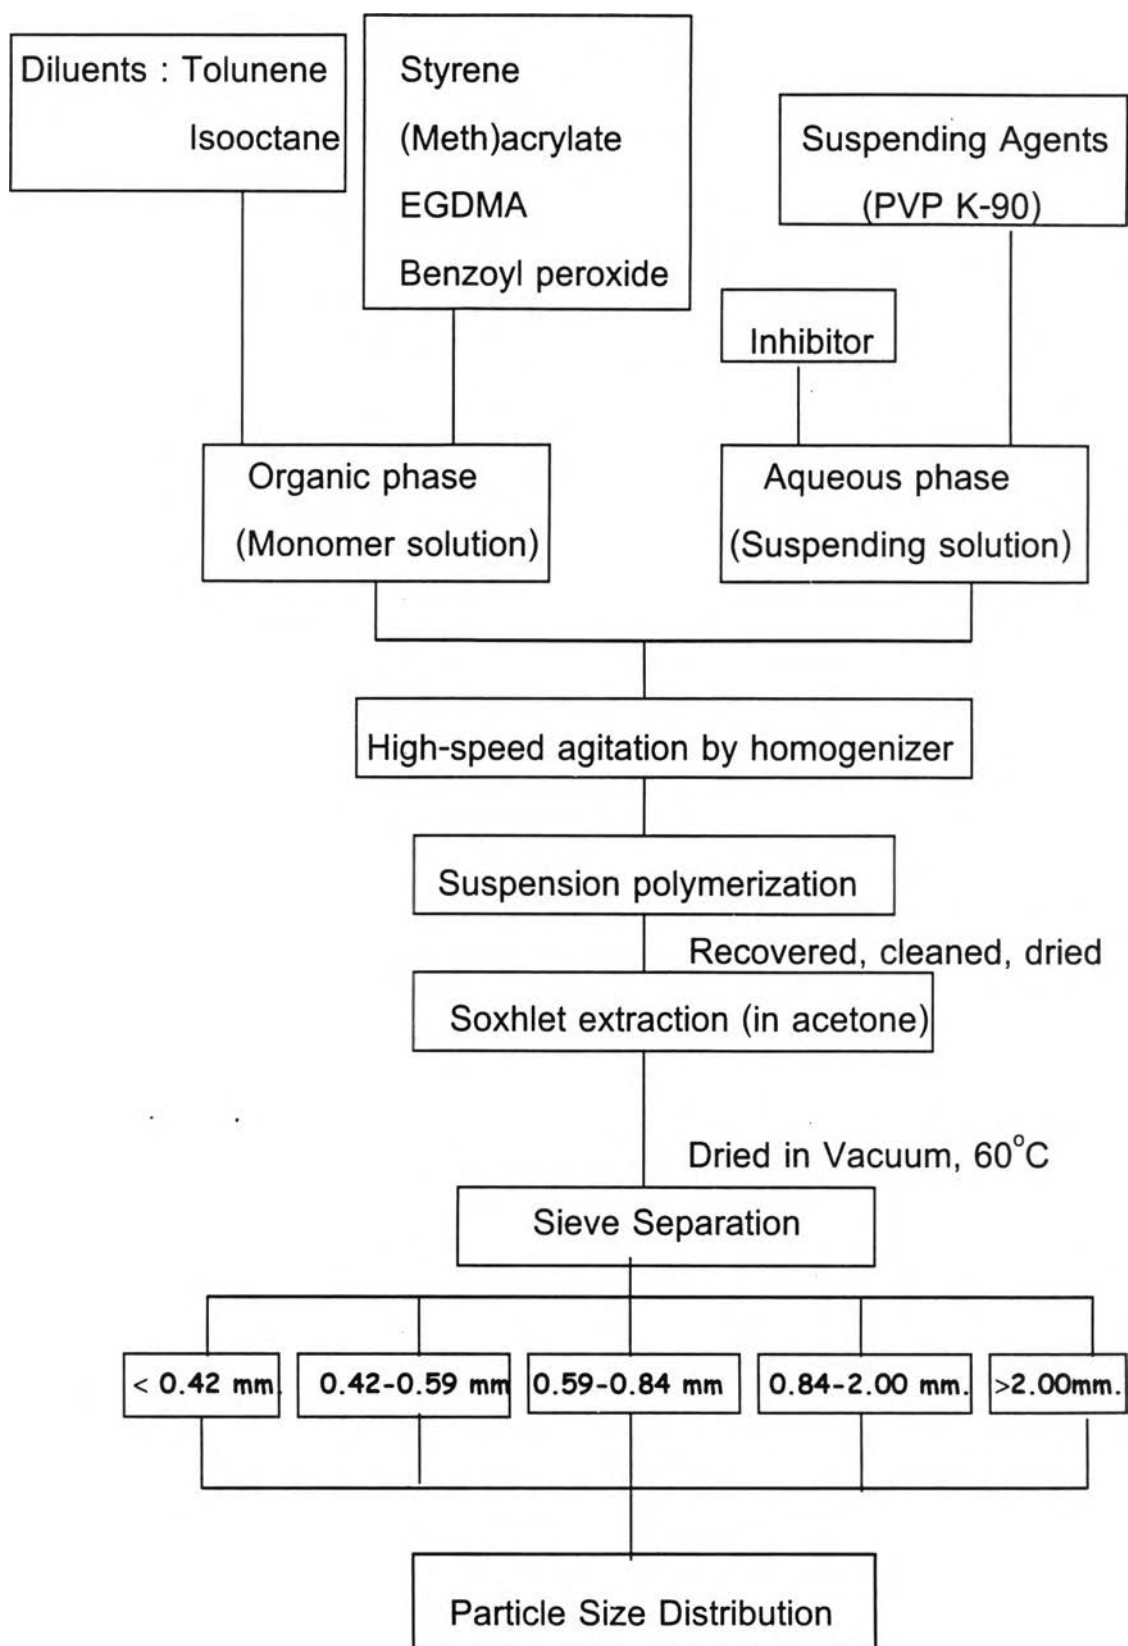 Diluents : Tolunene
Isooctane
Styrene
(Meth)acrylate
EGDMA
Benzoyl peroxide
Suspending Agents
(PVP K-90)
Inhibitor
Organic phase
(Monomer solution)
Aqueous phase
(Suspending solution)
High-speed agitation by homogenizer
Suspension polymerization
Recovered, cleaned, dried
Soxhlet extraction (in acetone)
Dried in Vacuum, 60°C
Sieve Separation
< 0.42 mm.
0.42-0.59 mm
0.59-0.84 mm
0.84-2.00 mm.
>2.00mm.
Particle Size Distribution